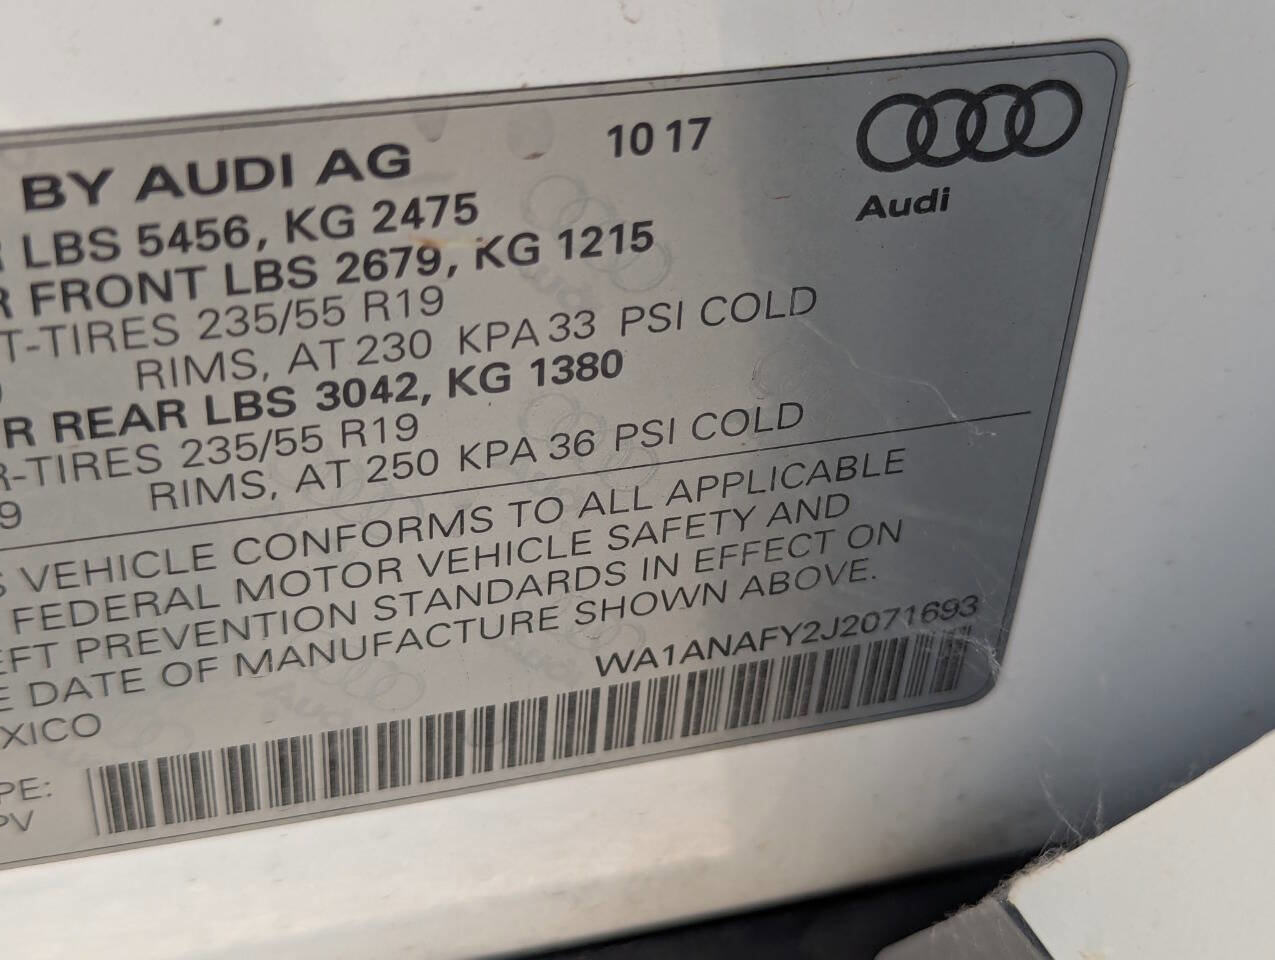 BY AUDI AG 10 17
Audi
LBS 5456, KG 2475
R FRONT LBS 2679, KG 1215
T-TIRES 235/55 R19
RIMS, AT 230 KPA 33 PSI COLD
R REAR LBS 3042, KG 1380
R-TIRES 235/55 R19
9 RIMS, AT 250 KPA 36 PSI COLD
S VEHICLE CONFORMS TO ALL APPLICABLE
FEDERAL MOTOR VEHICLE SAFETY AND
EFT PREVENTION STANDARDS IN EFFECT ON
E DATE OF MANUFACTURE SHOWN ABOVE.
WA1ANAFY2J2071693
XICO
PE:
PV